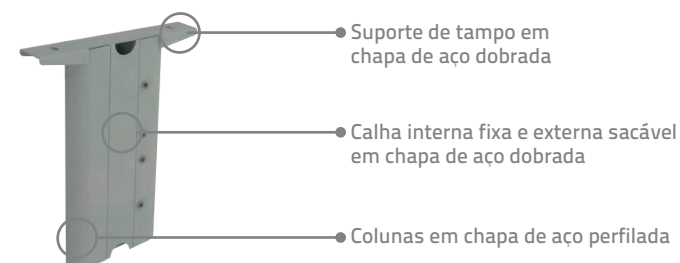 Suporte de tampo em
chapa de aço dobrada
Calha interna fixa e externa sacável
em chapa de aço dobrada
Colunas em chapa de aço perfilada